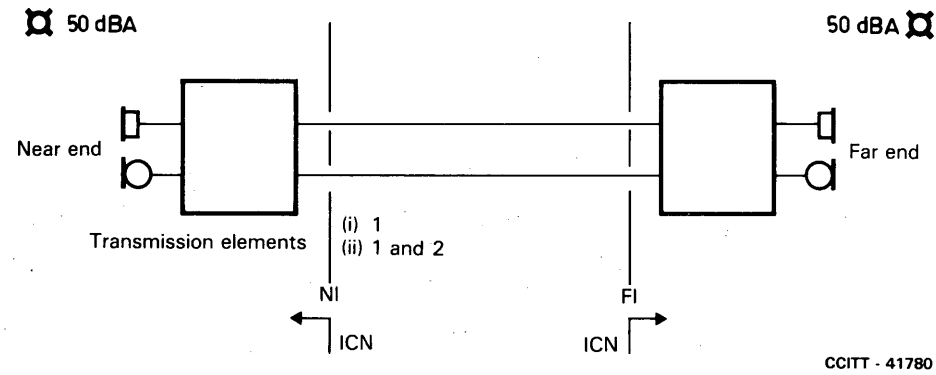 50 dBA
50 dBA
Near end
Far end
Transmission elements
(i) 1
(ii) 1 and 2
NI
FI
ICN
ICN
CCITT - 41780